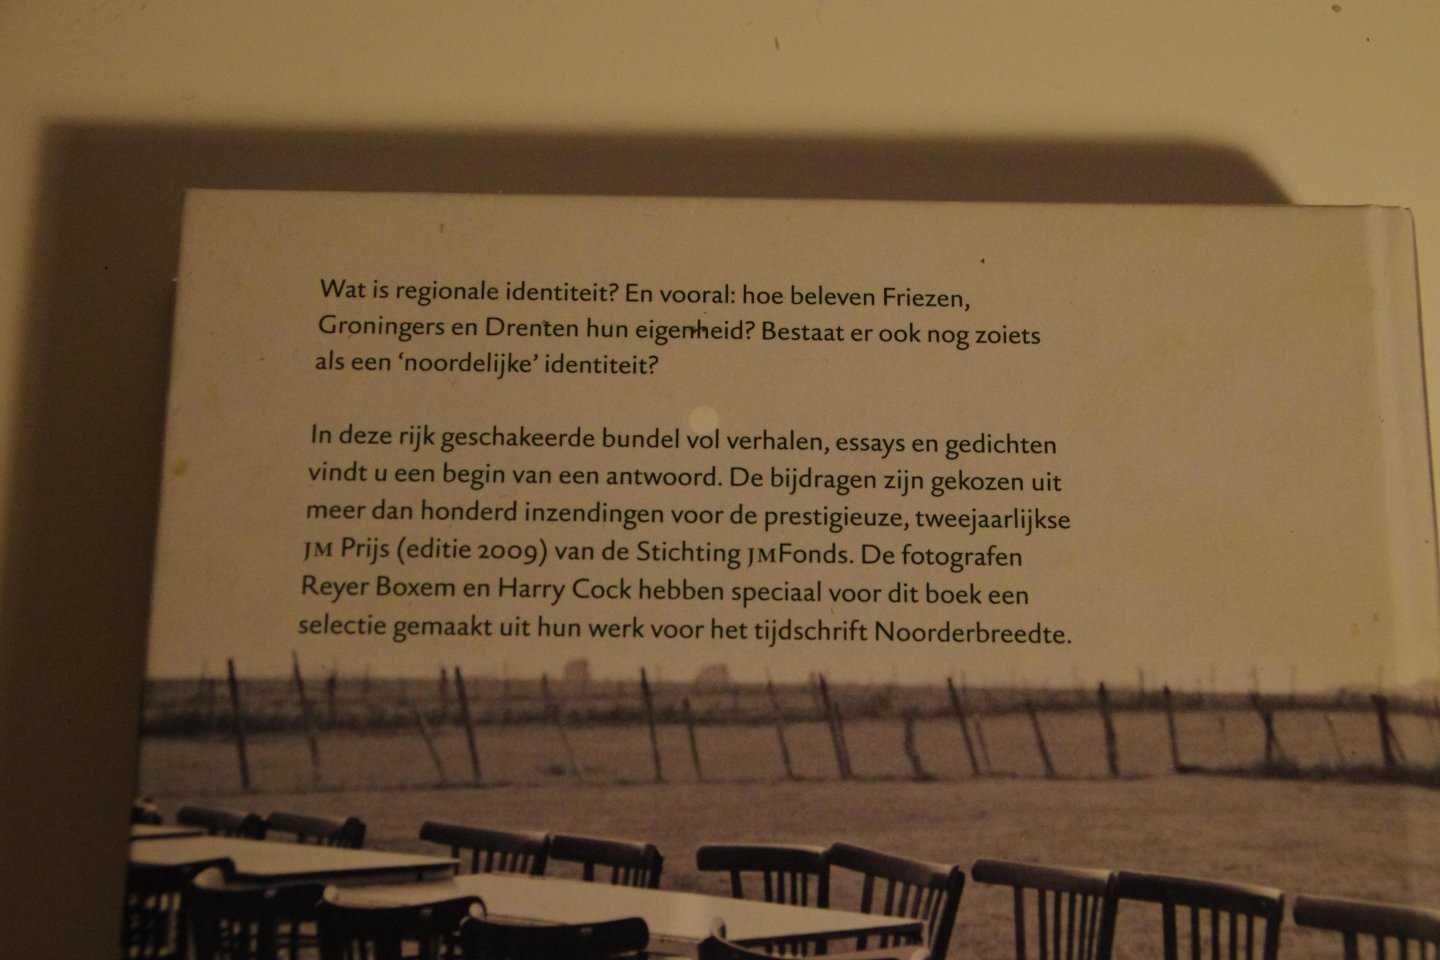 Wat is regionale identiteit? En vooral: hoe beleven Friezen,
Groningers en Drenten hun eigenheid? Bestaat er ook nog zoiets
als een ‘noordelijke’ identiteit?
In deze rijk geschakeerde bundel vol verhalen, essays en gedichten
vindt u een begin van een antwoord. De bijdragen zijn gekozen uit
meer dan honderd inzendingen voor de prestigieuze, tweejaarlijkse
JM Prijs (editie 2009) van de Stichting JMFonds. De fotografen
Reyer Boxem en Harry Cock hebben speciaal voor dit boek een
selectie gemaakt uit hun werk voor het tijdschrift Noorderbreedte.